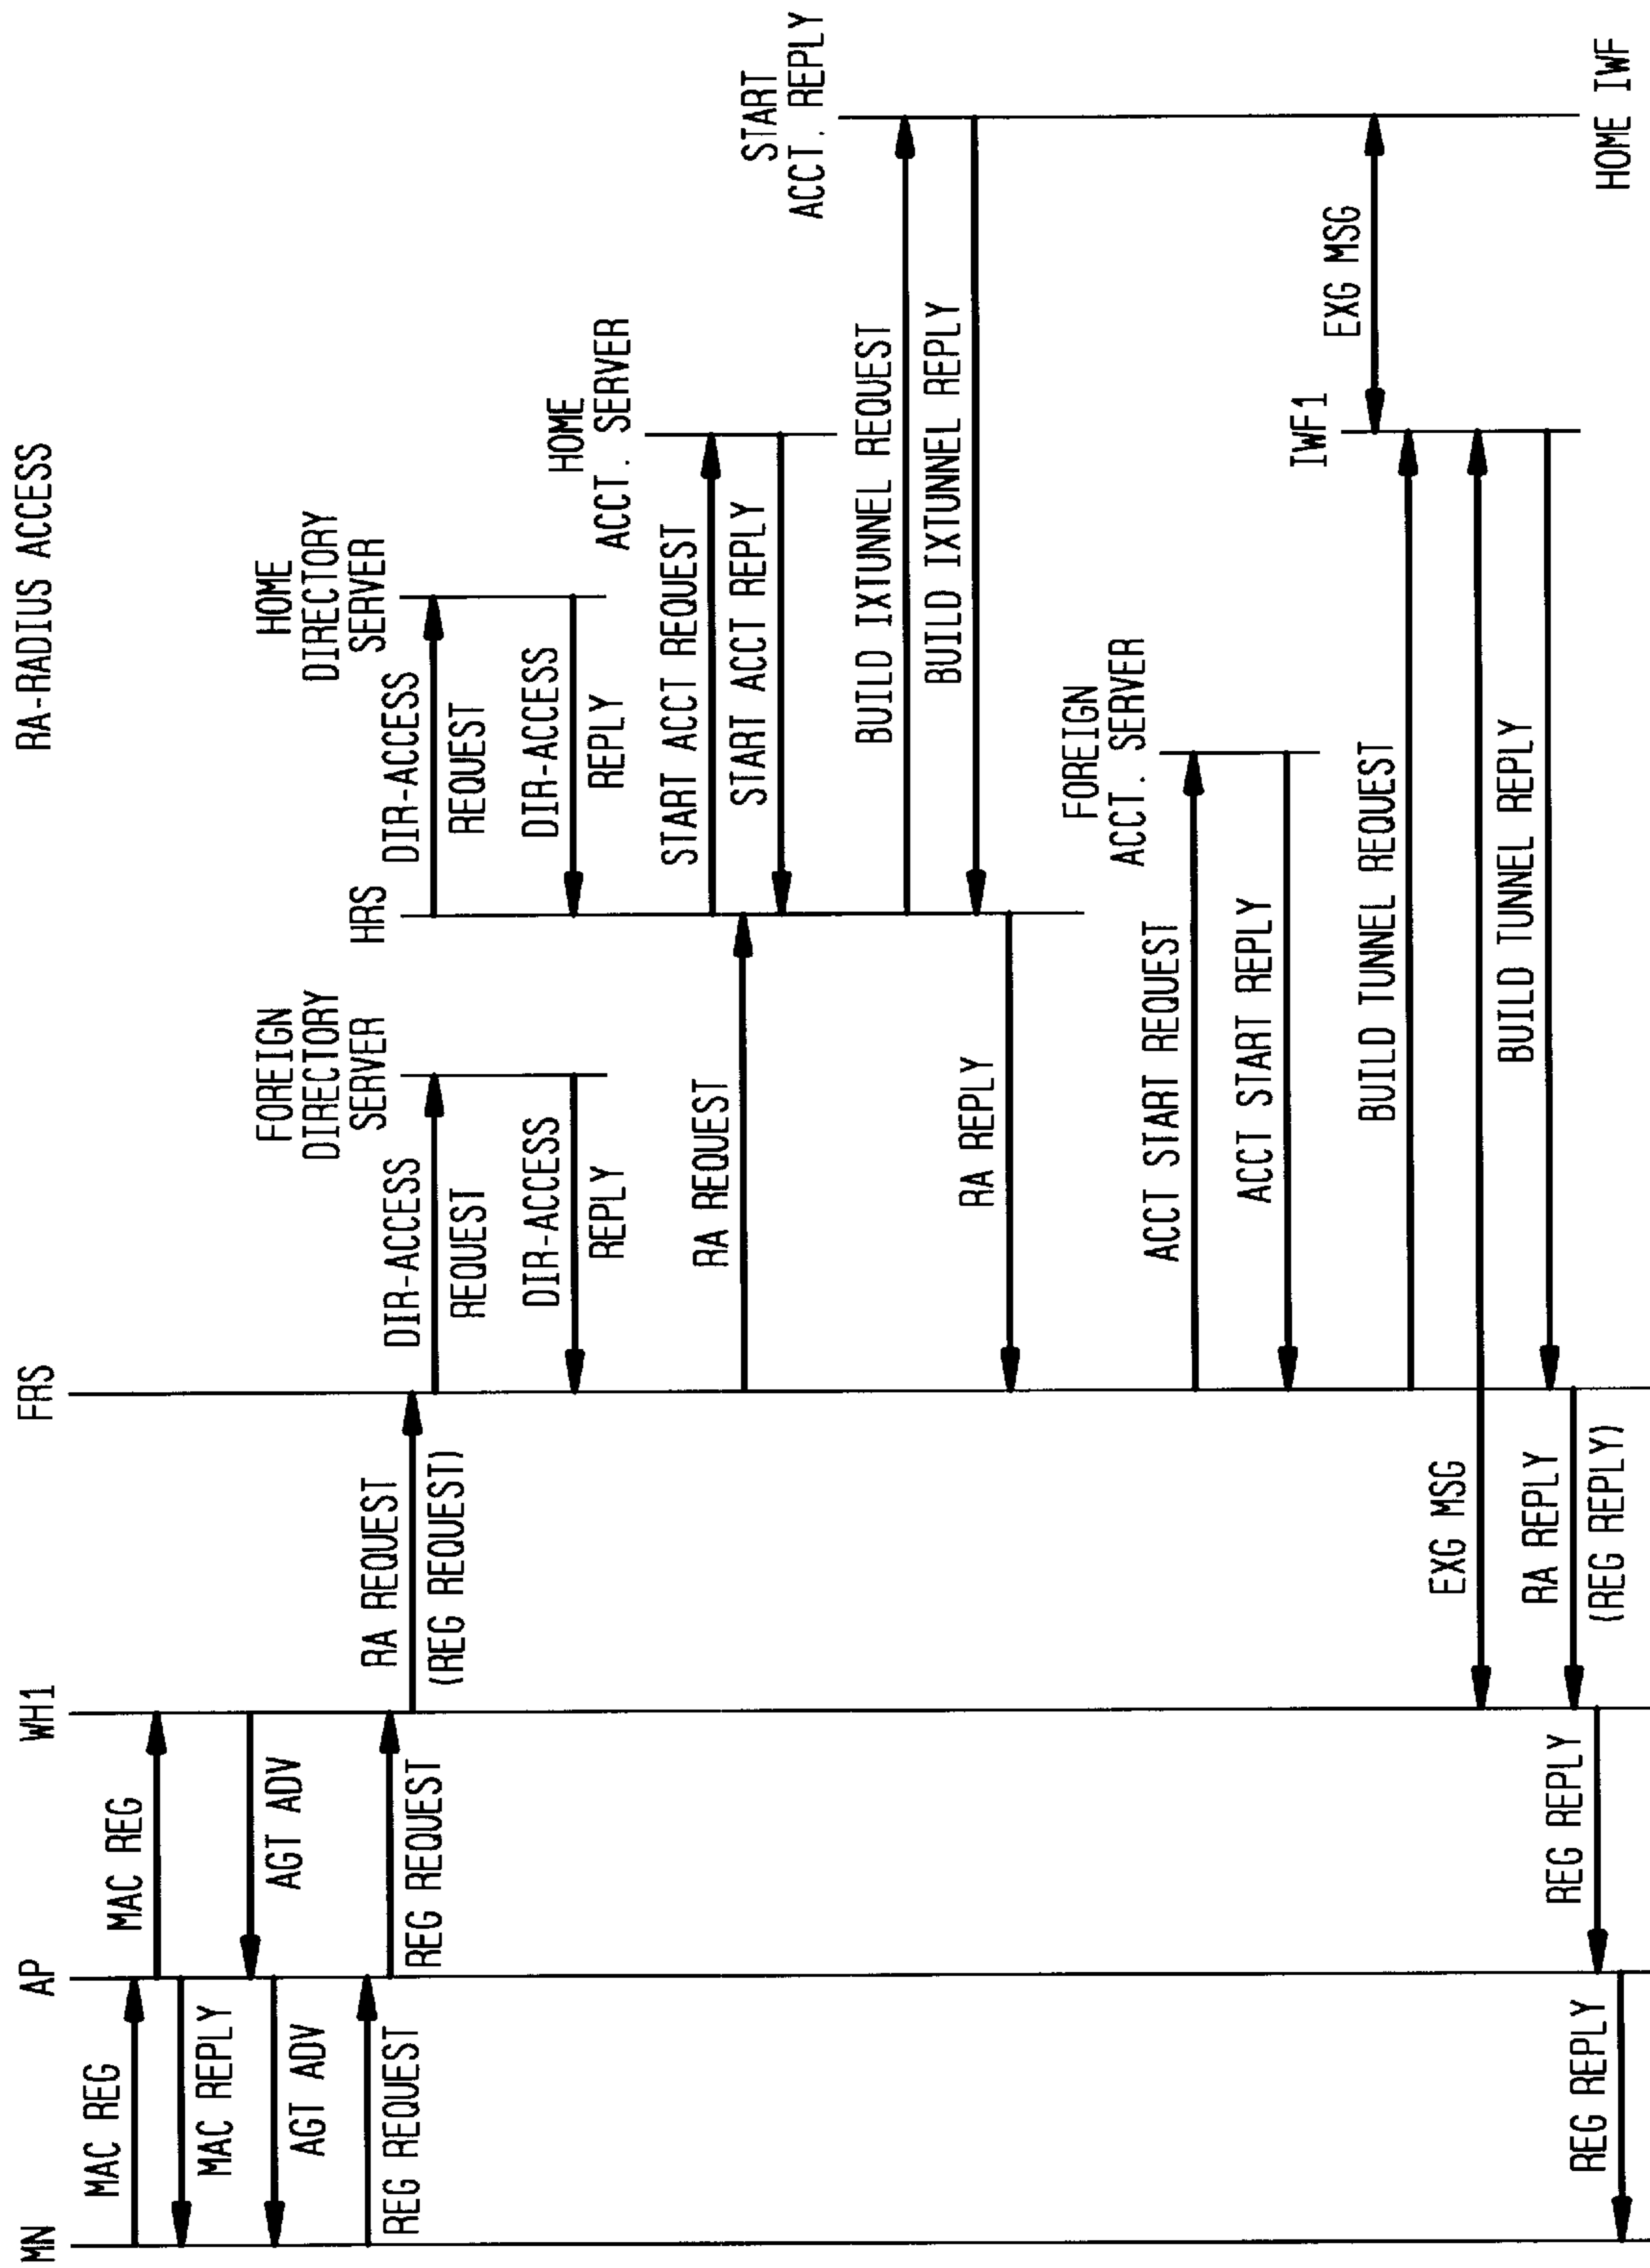 RA-RADIUS ACCESS
MN
AP
WH1
FRS
MAC REG
MAC REG
MAC REPLY
AGT ADV
AGT ADV
REG REQUEST
REG REQUEST
RA REQUEST
(REG REQUEST)
FOREIGN
DIRECTORY
SERVER
DIR-ACCESS
REQUEST
DIR-ACCESS
REPLY
HRS
HOME
DIRECTORY
SERVER
DIR-ACCESS
REQUEST
DIR-ACCESS
REPLY
HOME
ACCT. SERVER
START ACCT REQUEST
START ACCT REPLY
RA REQUEST
START
ACCT. REPLY
BUILD IXTUNNEL REQUEST
BUILD IXTUNNEL REPLY
RA REPLY
FOREIGN
ACCT. SERVER
ACCT START REQUEST
ACCT START REPLY
IWF1
EXG MSG
BUILD TUNNEL REQUEST
EXG MSG
BUILD TUNNEL REPLY
RA REPLY
(REG REPLY)
REG REPLY
REG REPLY
HOME IWF